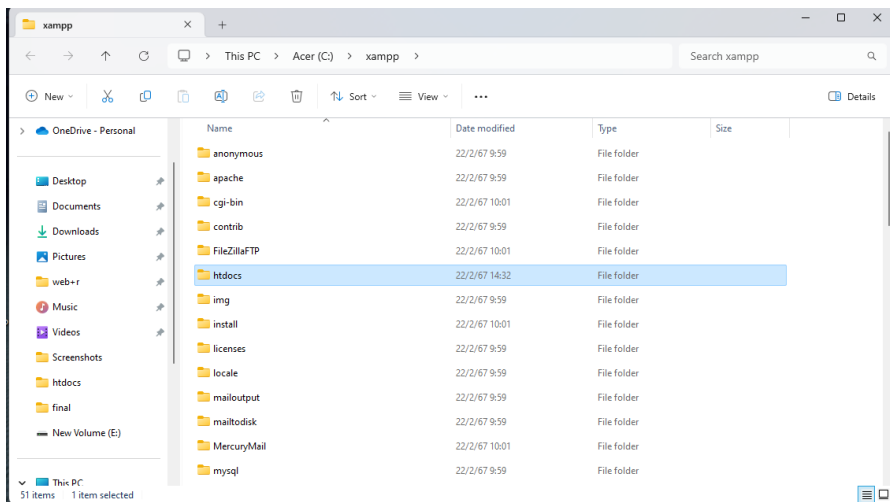 xampp
This PC > Acer (C:) > xampp >
Search xampp
New
Sort
View
Details
OneDrive - Personal
Desktop
Documents
Downloads
Pictures
web+r
Music
Videos
Screenshots
htdocs
final
New Volume (E:)
This PC
Name Date modified Type Size
anonymous 22/2/67 9:59 File folder
apache 22/2/67 9:59 File folder
cgi-bin 22/2/67 10:01 File folder
contrib 22/2/67 9:59 File folder
FileZillaFTP 22/2/67 10:01 File folder
htdocs 22/2/67 14:32 File folder
img 22/2/67 9:59 File folder
install 22/2/67 10:01 File folder
licenses 22/2/67 9:59 File folder
locale 22/2/67 9:59 File folder
mailoutput 22/2/67 9:59 File folder
mailtodisk 22/2/67 9:59 File folder
MercuryMail 22/2/67 10:01 File folder
mysql 22/2/67 9:59 File folder
51 items 1 item selected